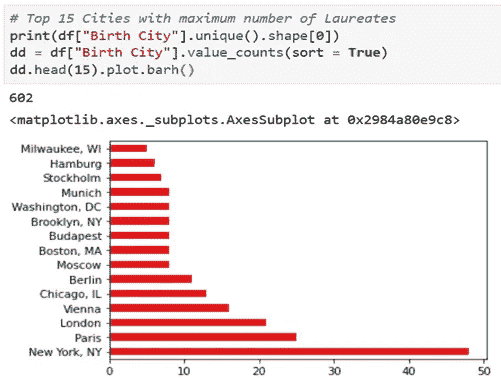 # Top 15 Cities with maximum number of Laureates
print(df["Birth City"].unique().shape[0])
dd = df["Birth City"].value_counts(sort = True)
dd.head(15).plot.barh()
602
<matplotlib.axes._subplots.AxesSubplot at 0x2984a80e9c8>
Milwaukee, WI
Hamburg
Stockholm
Munich
Washington, DC
Brooklyn, NY
Budapest
Boston, MA
Moscow
Berlin
Chicago, IL
Vienna
London
Paris
New York, NY
0 10 20 30 40 50